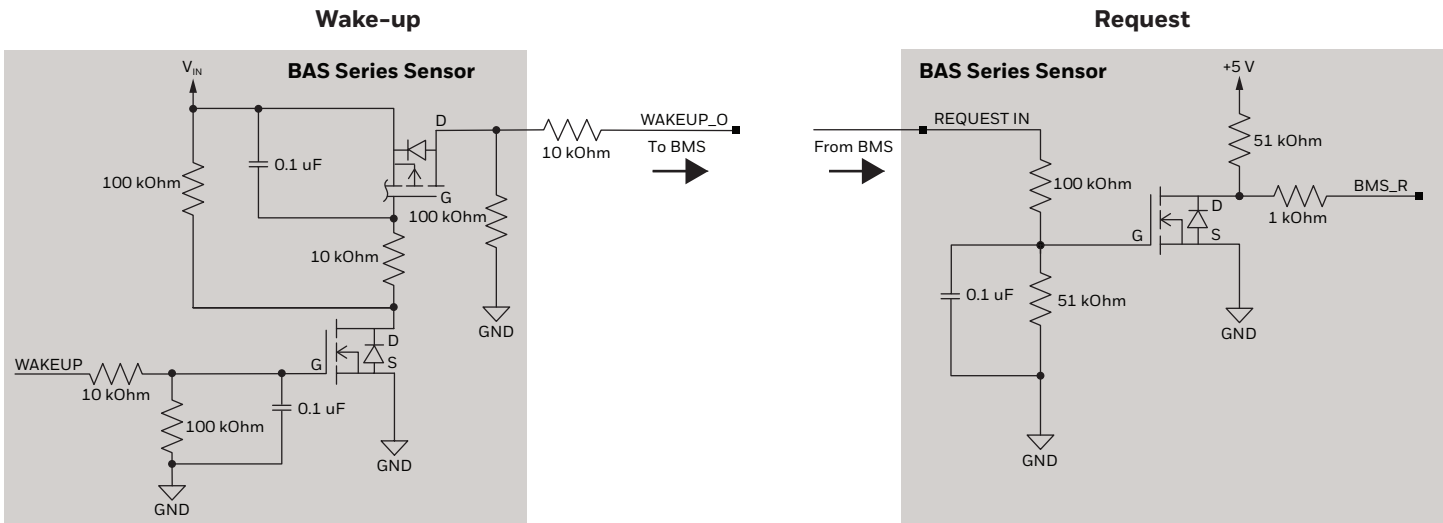 Wake-up
Request
BAS Series Sensor
V_IN
100 kOhm
0.1 uF
D
G
10 kOhm
100 kOhm
GND
10 kOhm
WAKEUP_O
To BMS
WAKEUP
10 kOhm
100 kOhm
0.1 uF
G
D
S
GND
GND
BAS Series Sensor
From BMS
REQUEST IN
100 kOhm
0.1 uF
51 kOhm
GND
+5 V
51 kOhm
G
D
S
1 kOhm
BMS_R
GND